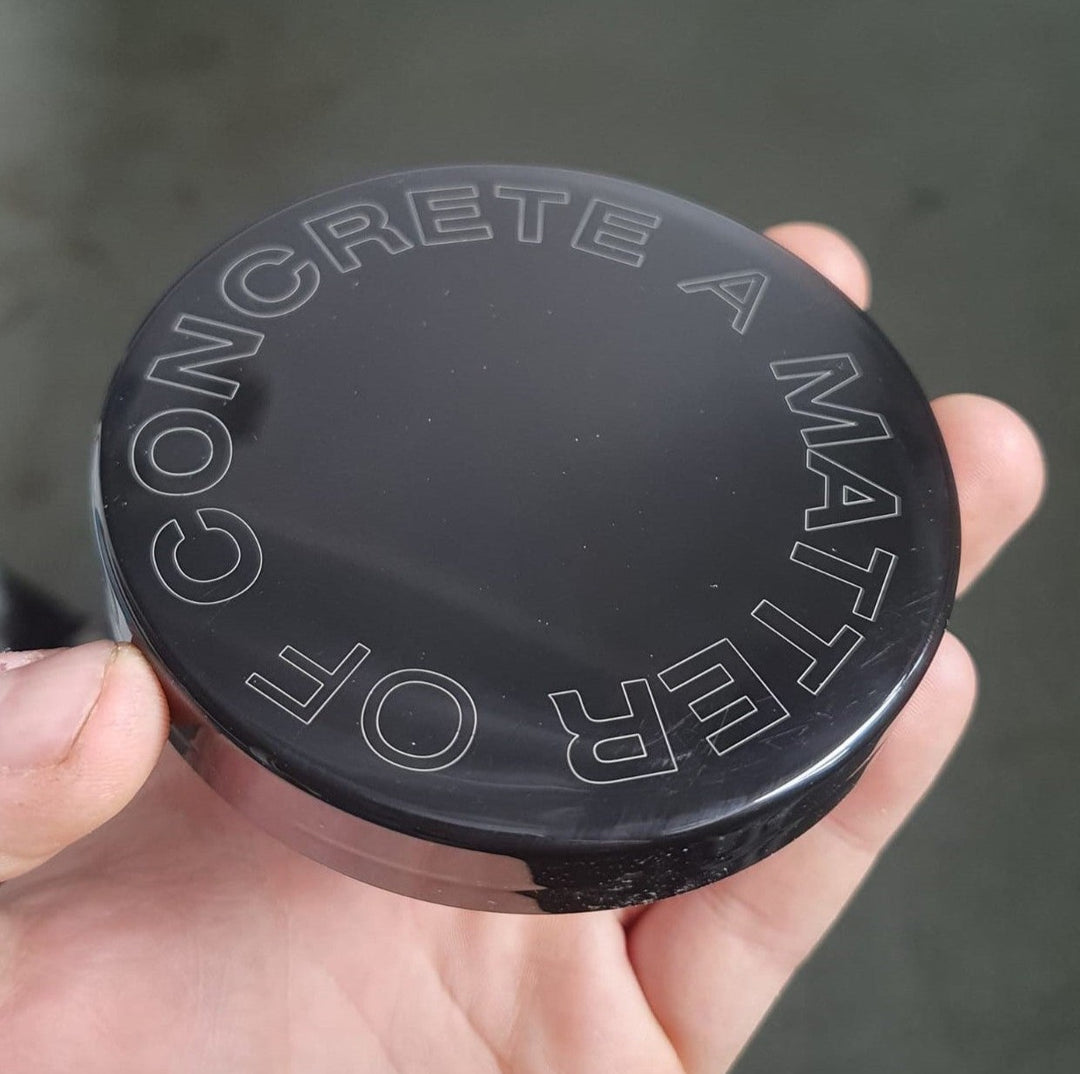 A MATTER OF CONCRETE